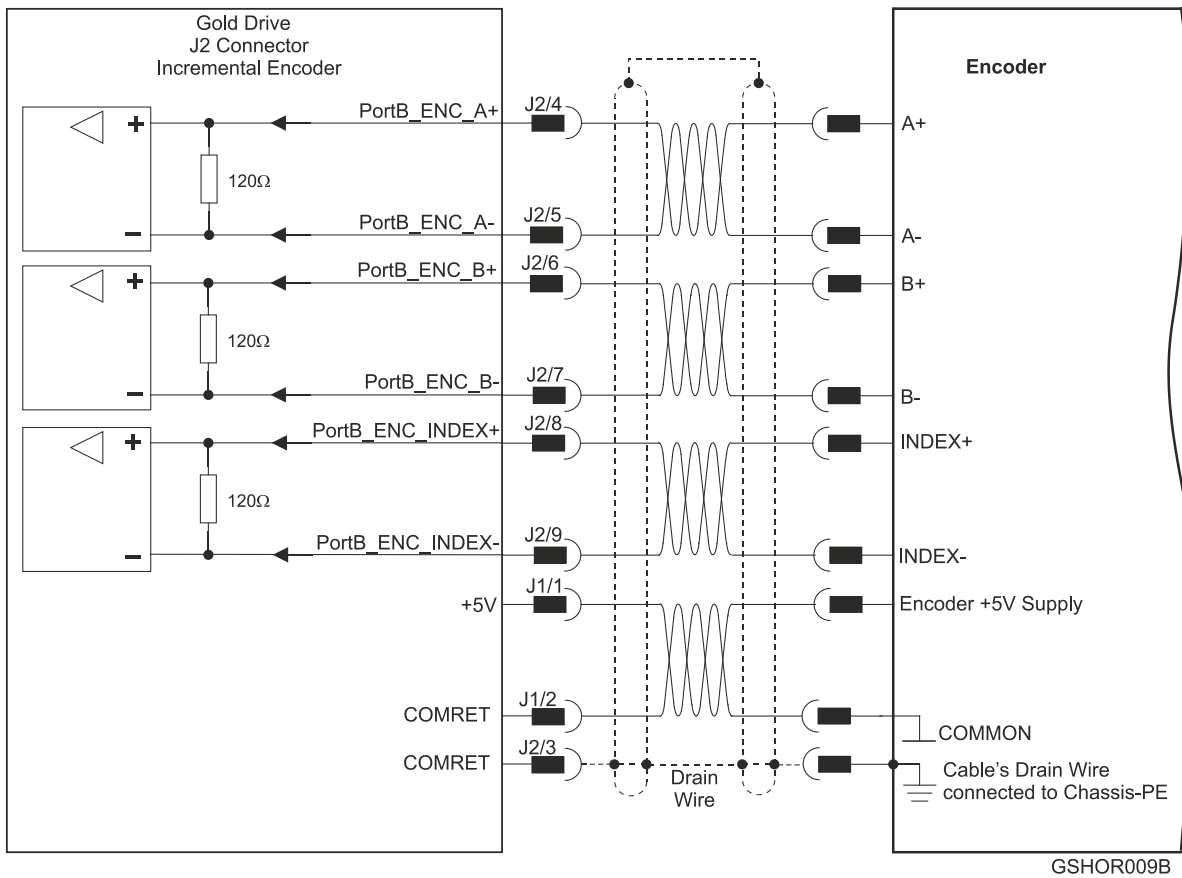 Gold Drive
J2 Connector
Incremental Encoder
Encoder
+
PortB_ENC_A+
J2/4
A+
120Ω
PortB_ENC_A-
J2/5
A-
-
+
PortB_ENC_B+
J2/6
B+
120Ω
PortB_ENC_B-
J2/7
B-
-
+
PortB_ENC_INDEX+
J2/8
INDEX+
120Ω
PortB_ENC_INDEX-
J2/9
INDEX-
-
+5V
J1/1
Encoder +5V Supply
COMRET
J1/2
COMMON
COMRET
J2/3
Drain
Wire
Cable's Drain Wire
connected to Chassis-PE
GSHOR009B